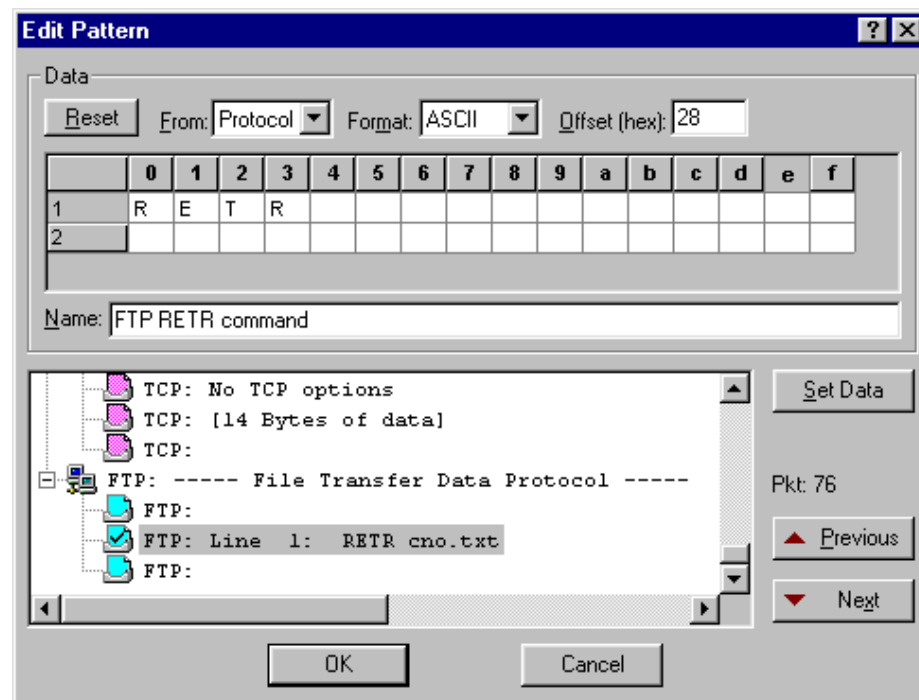 Edit Pattern ? ×
Data
Reset From: Protocol Format: ASCII Offset (hex): 28
0 1 2 3 4 5 6 7 8 9 a b c d e f
1 R E T R
2
Name: FTP RETR command
TCP: No TCP options
TCP: [14 Bytes of data]
TCP:
FTP: ----- File Transfer Data Protocol -----
FTP:
FTP: Line 1: RETR cno.txt
FTP:
Set Data
Pkt: 76
Previous
Next
OK Cancel